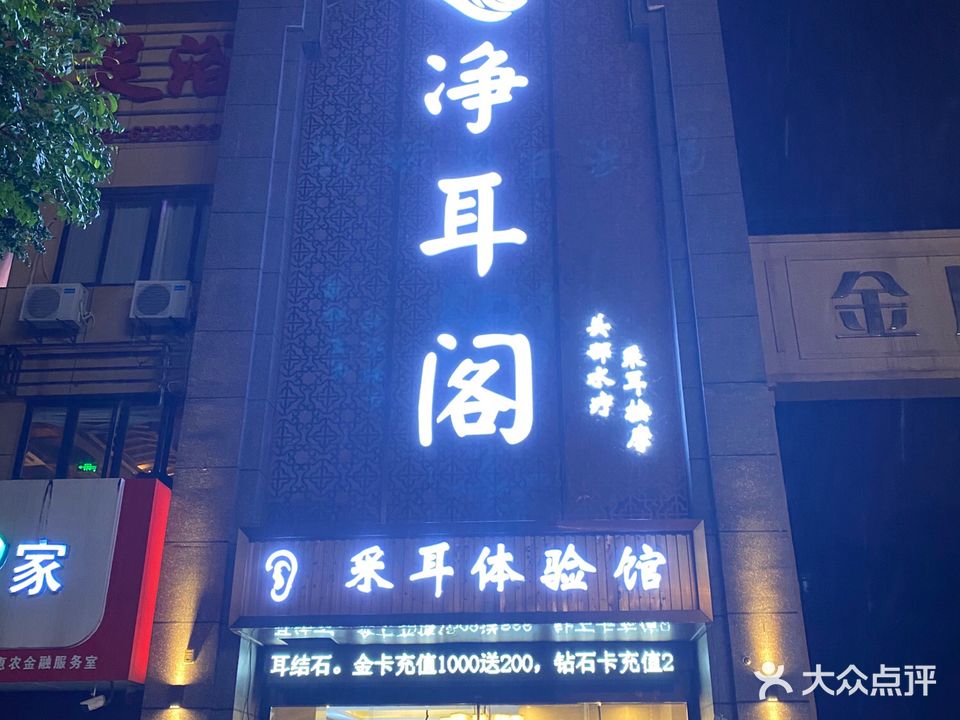 足浴
净耳阁
头部水疗
采耳按摩
金
采耳体验馆
家
惠农金融服务室
耳结石。金卡充值1000送200，钻石卡充值2
大众点评